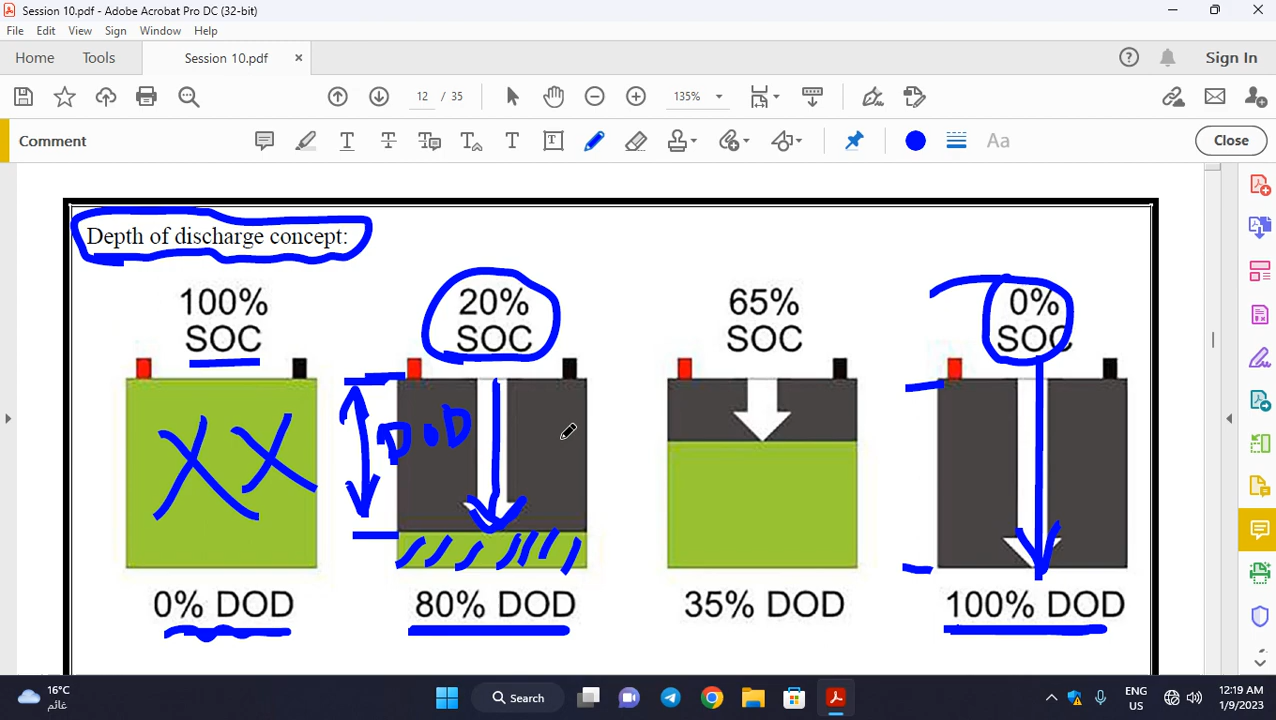 Session 10.pdf - Adobe Acrobat Pro DC (32-bit)
File Edit View Sign Window Help
Home Tools Session 10.pdf × Sign In
12 / 35 135%
Comment Aa Close
Depth of discharge concept:
100% SOC
20% SOC
65% SOC
0% SOC
DOD
0% DOD
80% DOD
35% DOD
100% DOD
16°C
غائم
Search
ENG
US
12:19 AM
1/9/2023